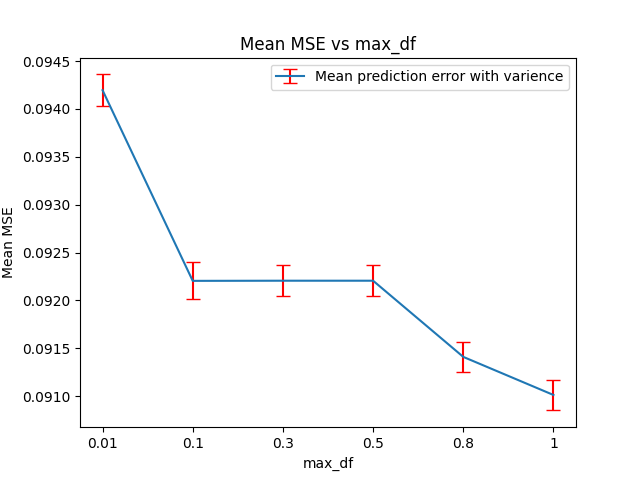 Mean MSE vs max_df
Mean prediction error with varience
Mean MSE
0.0945
0.0940
0.0935
0.0930
0.0925
0.0920
0.0915
0.0910
0.01 0.1 0.3 0.5 0.8 1
max_df